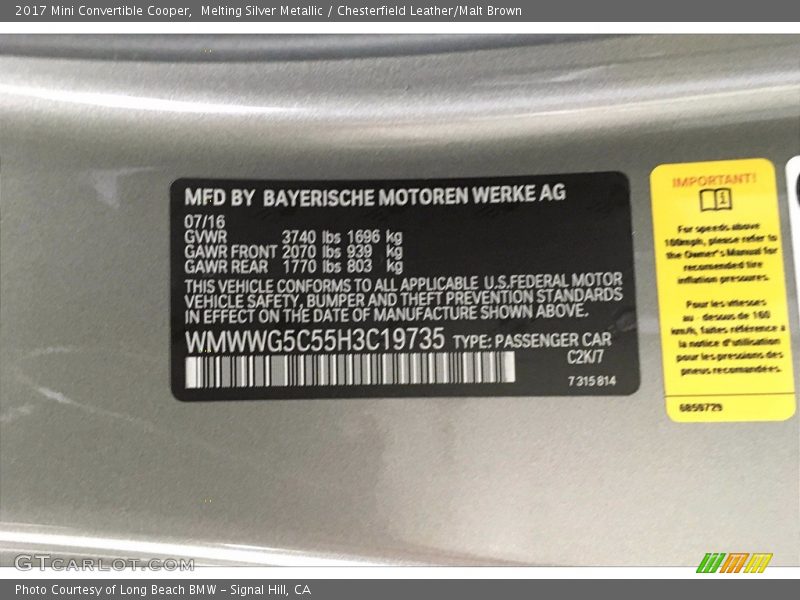 2017 Mini Convertible Cooper,  Melting Silver Metallic / Chesterfield Leather/Malt Brown
MFD BY BAYERISCHE MOTOREN WERKE AG
07/16
GVWR 3740 lbs 1696 kg
GAWR FRONT 2070 lbs 939 kg
GAWR REAR 1770 lbs 803 kg
THIS VEHICLE CONFORMS TO ALL APPLICABLE U.S.FEDERAL MOTOR
VEHICLE SAFETY, BUMPER AND THEFT PREVENTION STANDARDS
IN EFFECT ON THE DATE OF MANUFACTURE SHOWN ABOVE.
WMWWG5C55H3C19735 TYPE: PASSENGER CAR
C2K/7
7 315 814
IMPORTANT!
i
For speeds above
100mph, please refer to
the Owner's Manual for
recomended tire
inflation pressures.
Pour les vitesses
au - dessus de 160
km/h, faites référence à
la notice d'utilisation
pour les pressions des
pneus recomandées.
6859729
GTCARLOT.COM
Photo Courtesy of Long Beach BMW - Signal Hill, CA